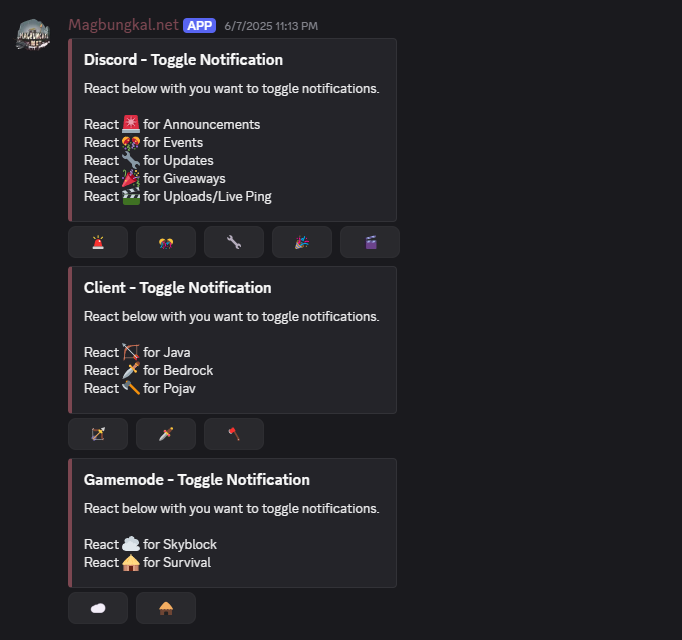 Magbungkal.net APP 6/7/2025 11:13 PM
Discord - Toggle Notification
React below with you want to toggle notifications.
React 🚨 for Announcements
React 🎊 for Events
React 🔧 for Updates
React 🎉 for Giveaways
React 🎬 for Uploads/Live Ping
Client - Toggle Notification
React below with you want to toggle notifications.
React 🏹 for Java
React 🗡️ for Bedrock
React 🪓 for Pojav
Gamemode - Toggle Notification
React below with you want to toggle notifications.
React ☁️ for Skyblock
React 🛖 for Survival